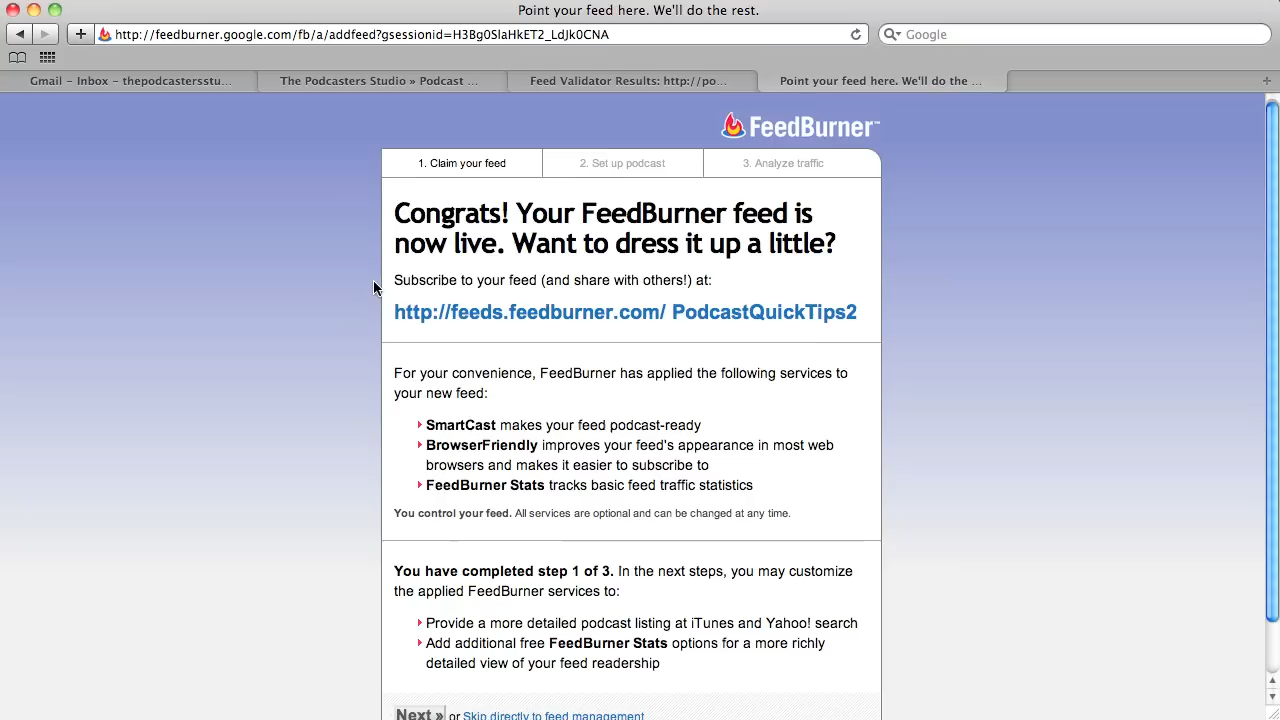 Point your feed here. We'll do the rest.
http://feedburner.google.com/fb/a/addfeed?gsessionid=H3Bg0SIaHkET2_LdJk0CNA
Google
Gmail – Inbox – thepodcastersstu...
The Podcasters Studio » Podcast ...
Feed Validator Results: http://po...
Point your feed here. We'll do the ...
FeedBurner™
1. Claim your feed
2. Set up podcast
3. Analyze traffic
Congrats! Your FeedBurner feed is
now live. Want to dress it up a little?
Subscribe to your feed (and share with others!) at:
http://feeds.feedburner.com/ PodcastQuickTips2
For your convenience, FeedBurner has applied the following services to
your new feed:
SmartCast makes your feed podcast-ready
BrowserFriendly improves your feed's appearance in most web
browsers and makes it easier to subscribe to
FeedBurner Stats tracks basic feed traffic statistics
You control your feed. All services are optional and can be changed at any time.
You have completed step 1 of 3. In the next steps, you may customize
the applied FeedBurner services to:
Provide a more detailed podcast listing at iTunes and Yahoo! search
Add additional free FeedBurner Stats options for a more richly
detailed view of your feed readership
Next » or Skip directly to feed management